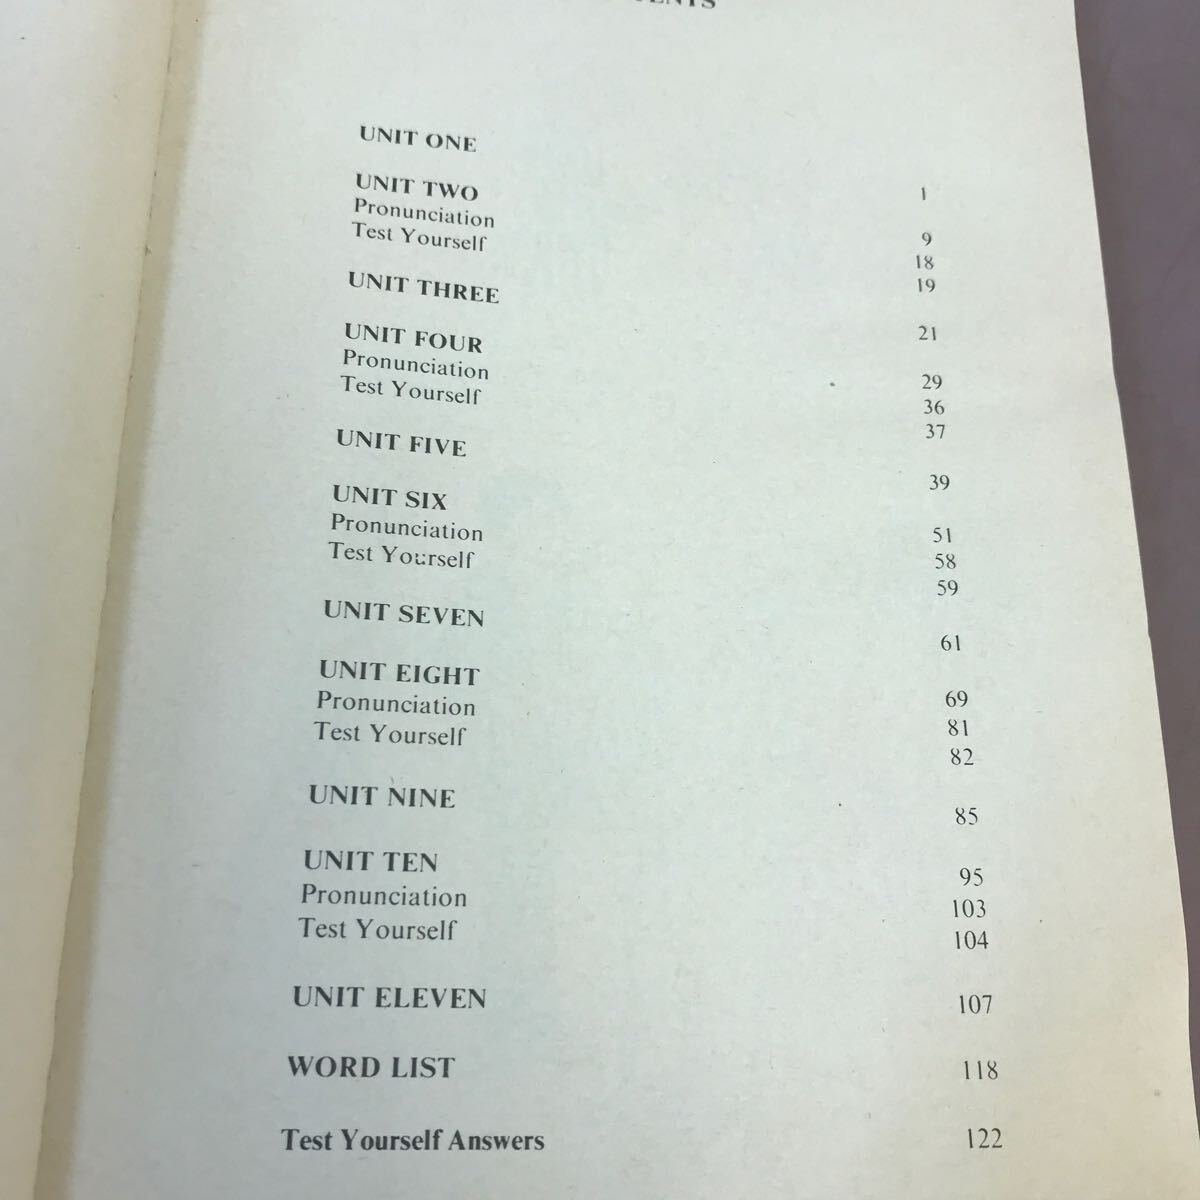 UNIT ONE 1
UNIT TWO 9
Pronunciation 18
Test Yourself 19
UNIT THREE 21
UNIT FOUR 29
Pronunciation 36
Test Yourself 37
UNIT FIVE 39
UNIT SIX 51
Pronunciation 58
Test Yourself 59
UNIT SEVEN 61
UNIT EIGHT 69
Pronunciation 81
Test Yourself 82
UNIT NINE 85
UNIT TEN 95
Pronunciation 103
Test Yourself 104
UNIT ELEVEN 107
WORD LIST 118
Test Yourself Answers 122